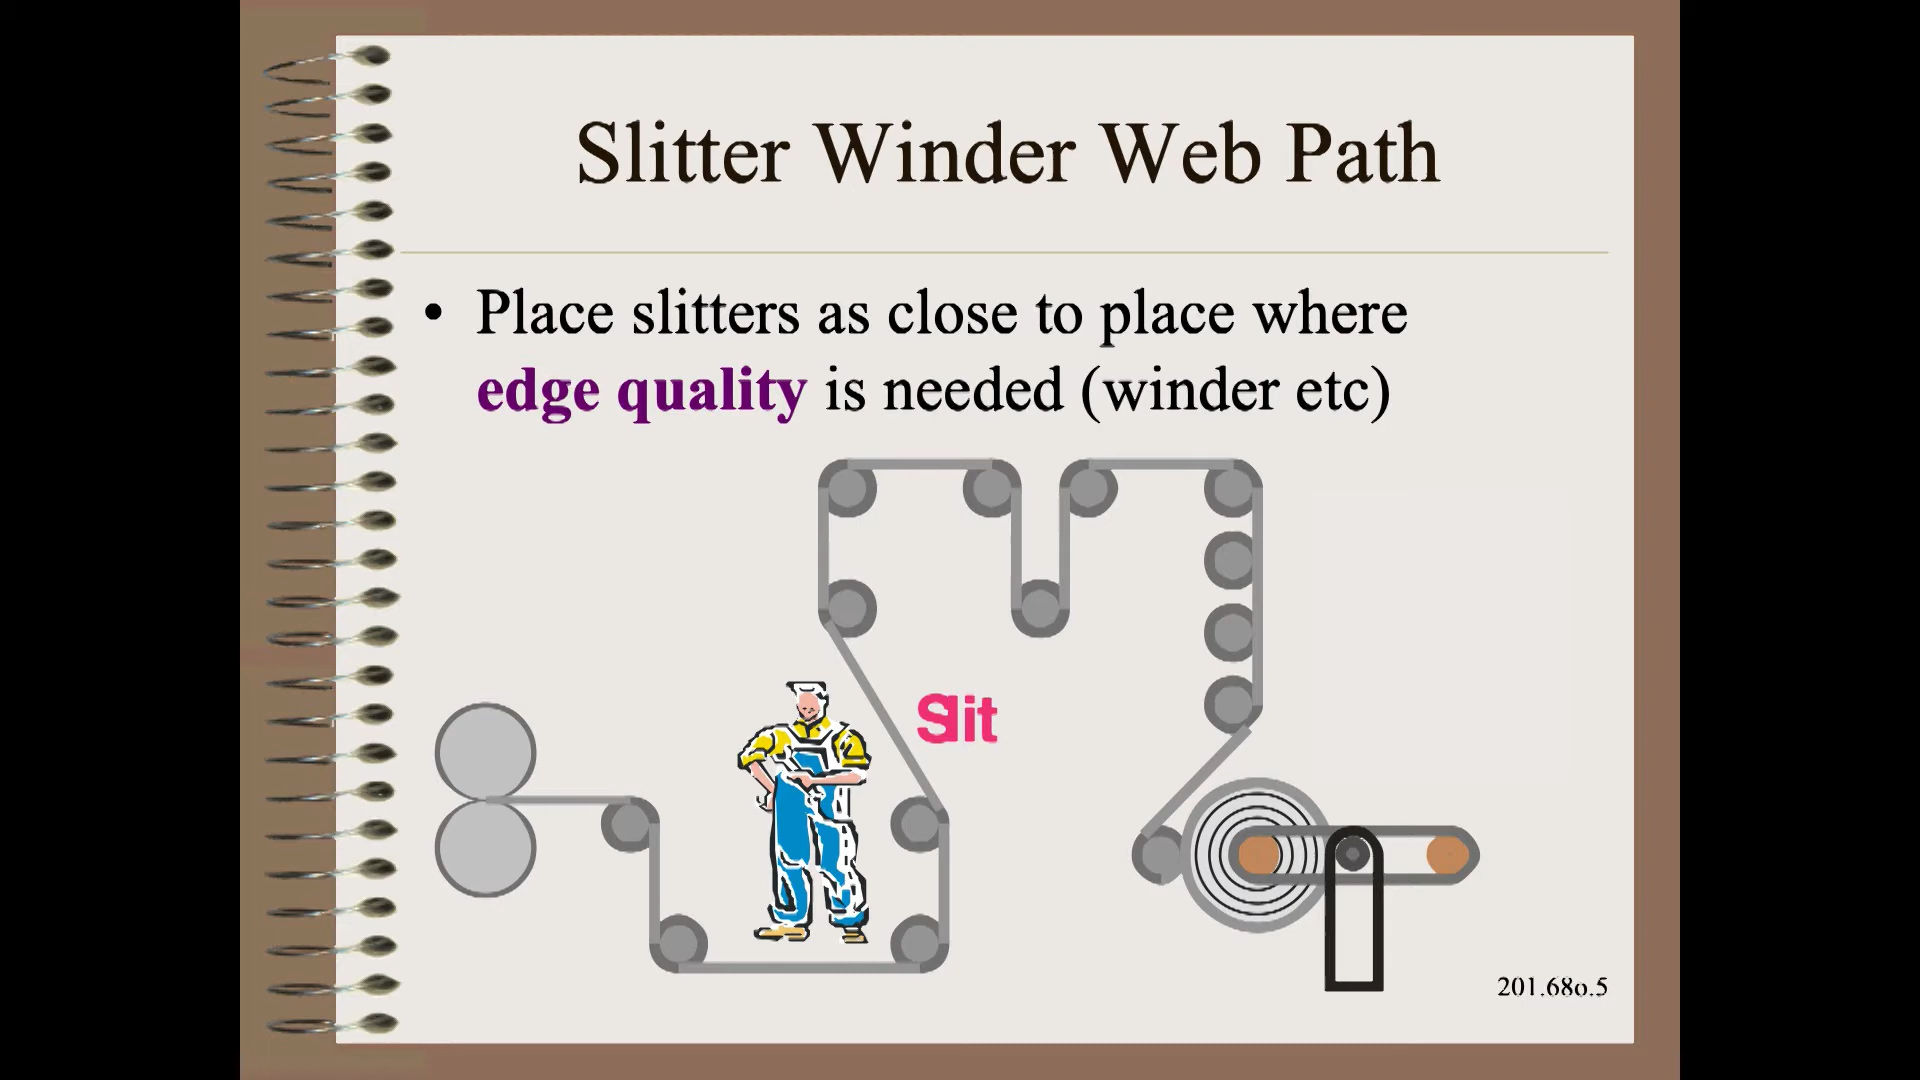 Slitter Winder Web Path
• Place slitters as close to place where
edge quality is needed (winder etc)
Slit
201.68o.5